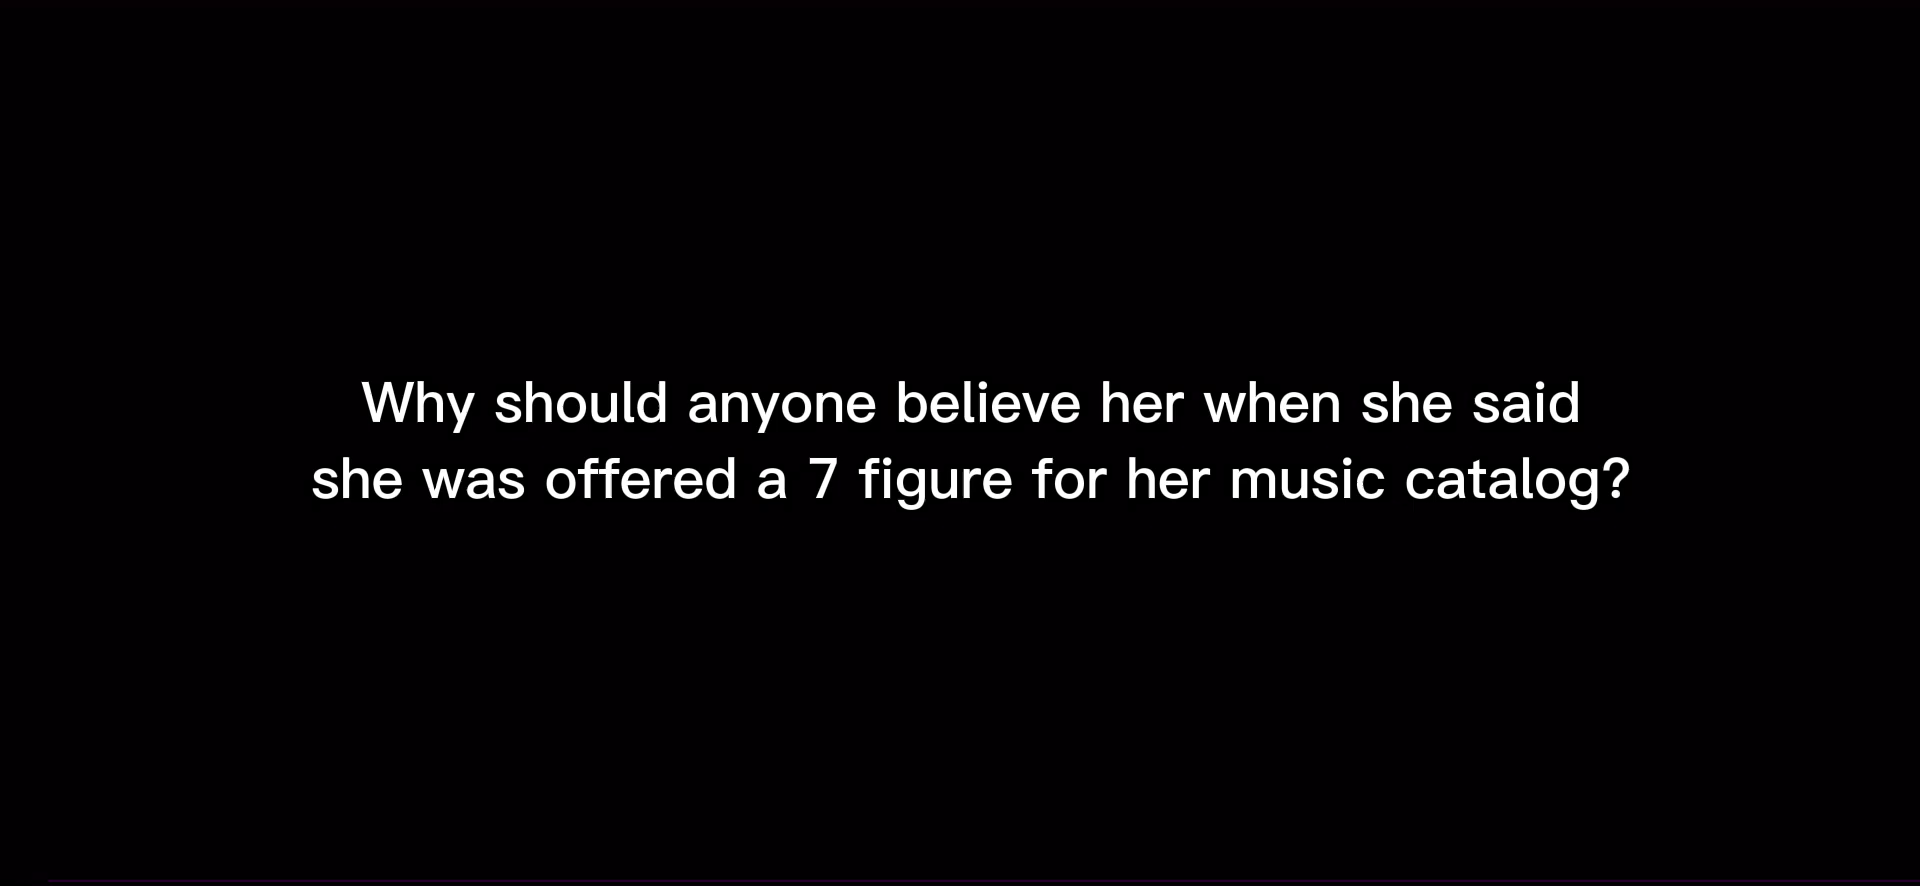 Why should anyone believe her when she said
she was offered a 7 figure for her music catalog?